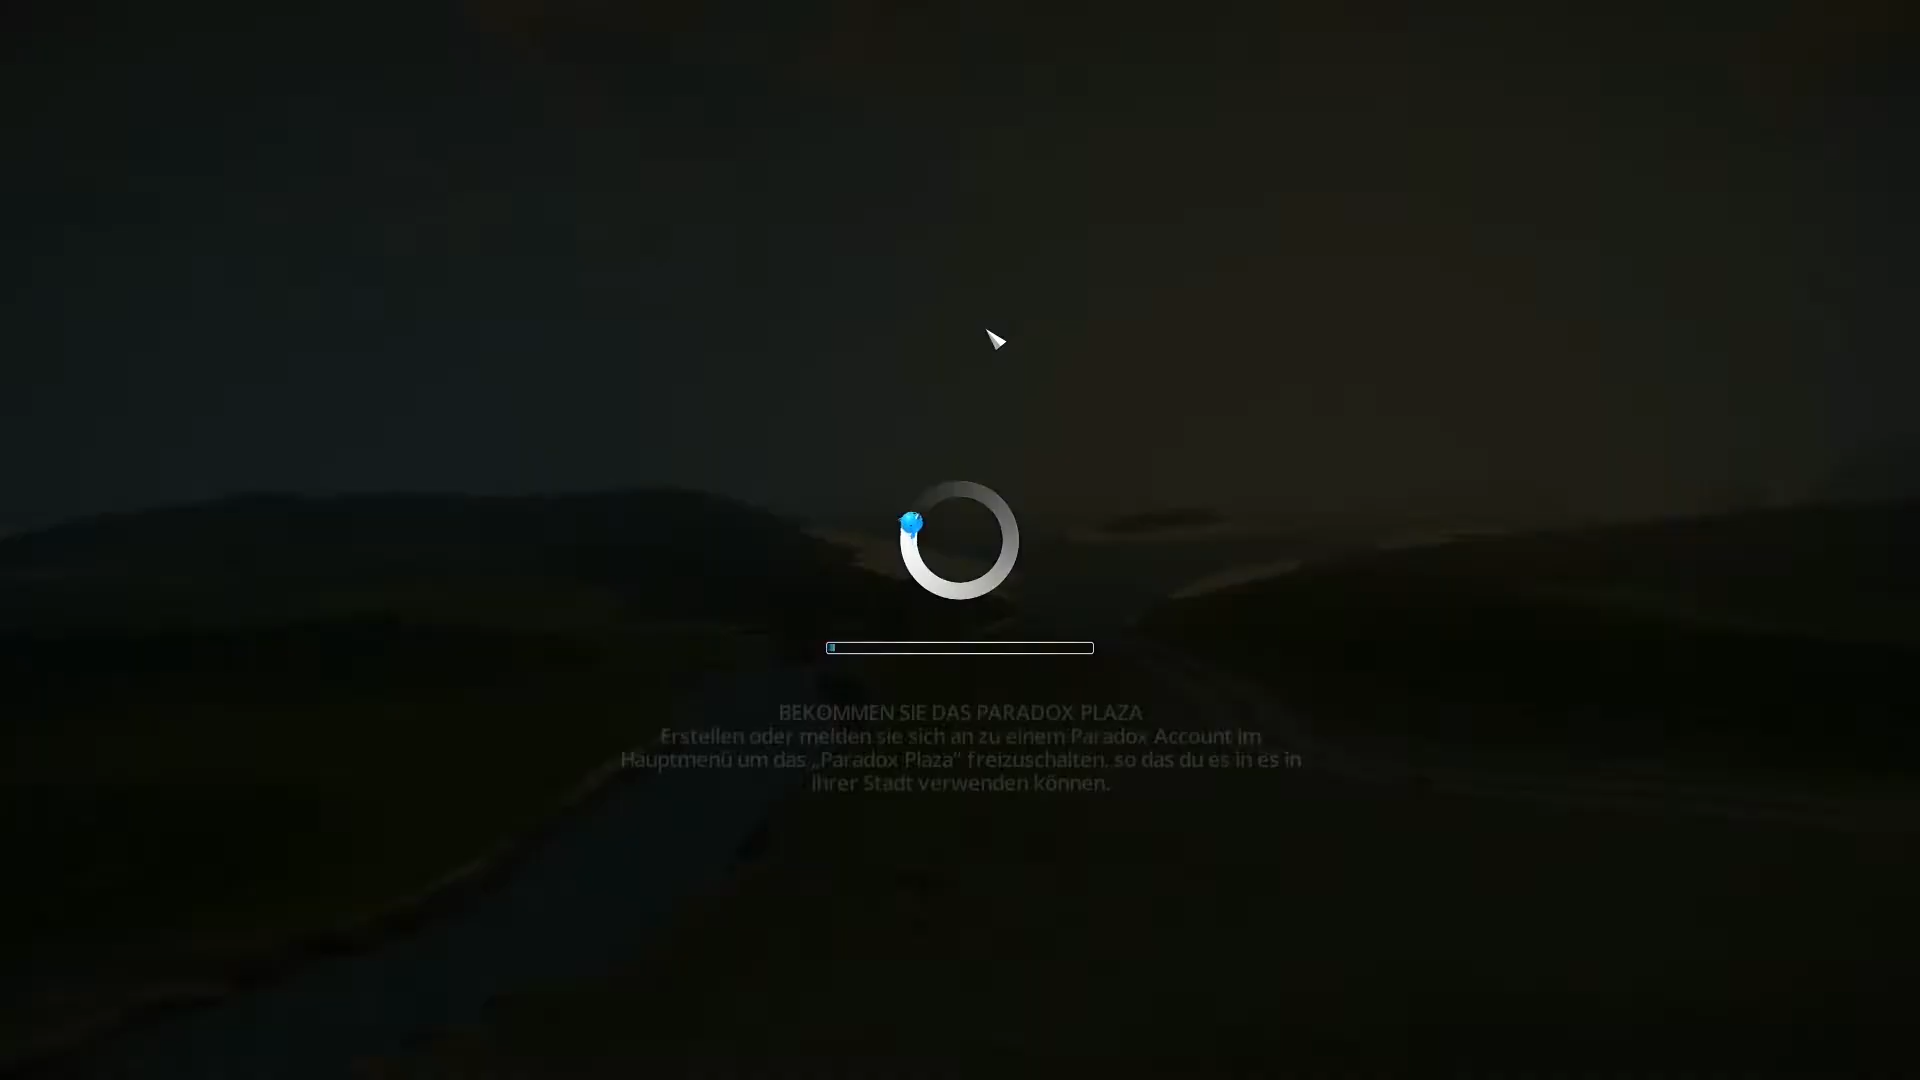 BEKOMMEN SIE DAS PARADOX PLAZA
Erstellen oder melden sie sich an zu einem Paradox Account im
Hauptmenü um das „Paradox Plaza“ freizuschalten, so das du es in es in
Ihrer Stadt verwenden können.